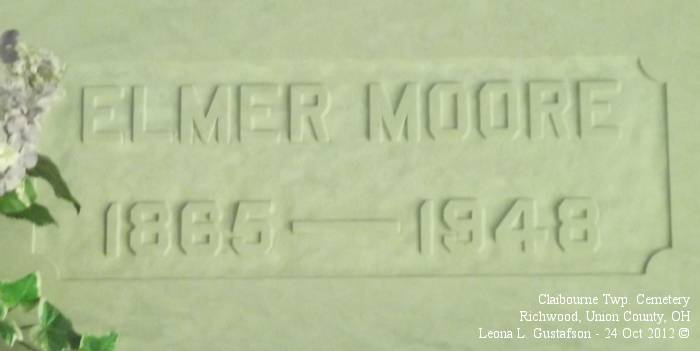 ELMER MOORE
1865 — 1948
Claibourne Twp. Cemetery
Richwood, Union County, OH
Leona L. Gustafson - 24 Oct 2012 ©